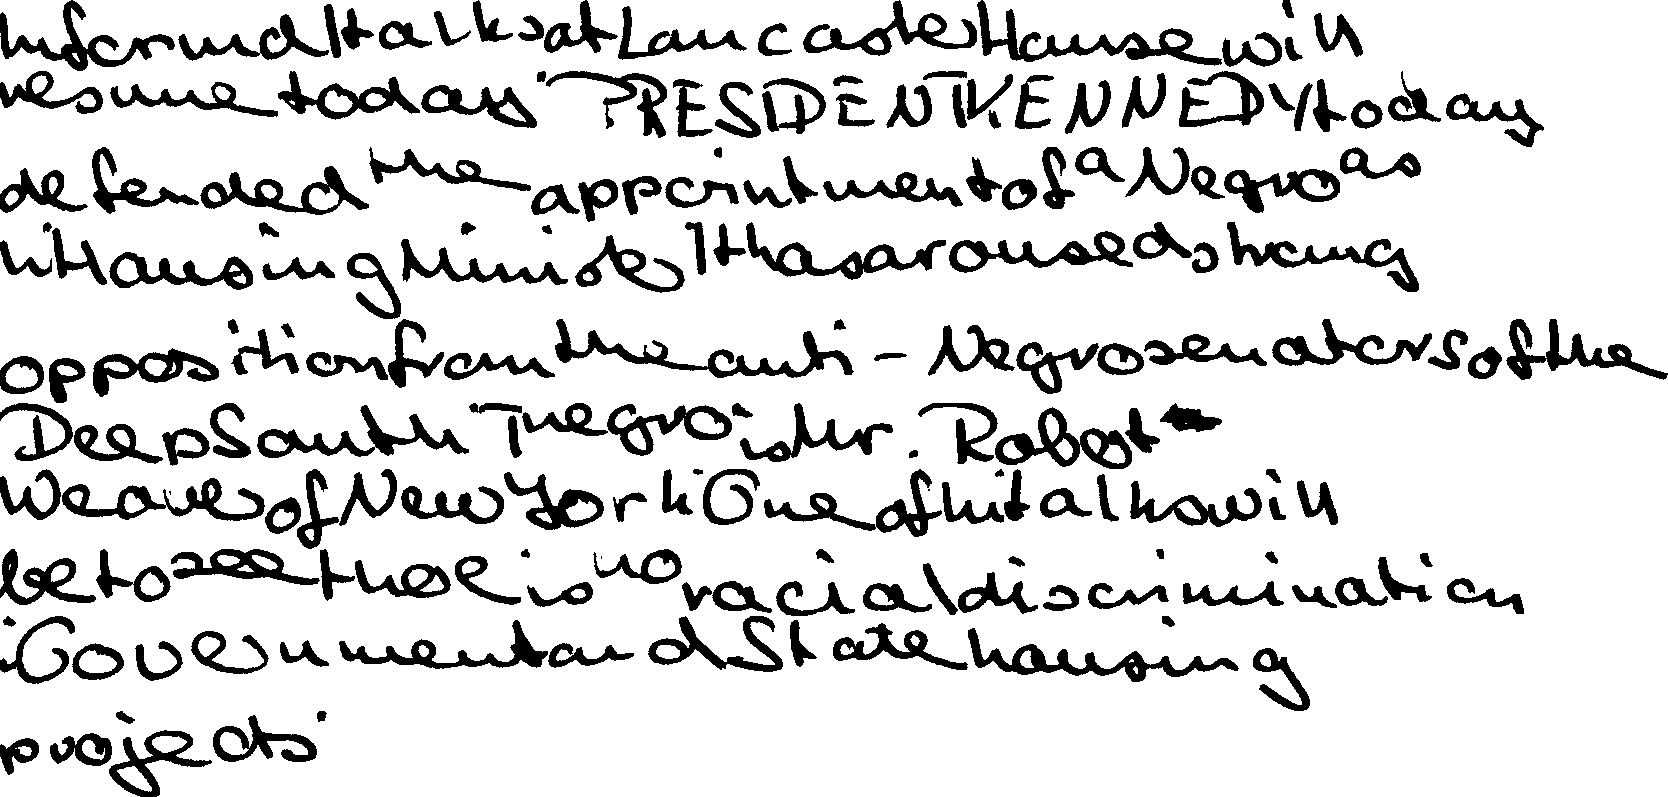 Informal talks at Lancaster House will
resume today. PRESIDENT KENNEDY today
defended the appointment of a Negro as
his Housing Minister It has aroused strong
opposition from the anti-Negro senators of the
Deep South The negro is Mr. Robert
Weaver of New York One of his talks will
be to see there is no racial discrimination
in Government and State housing
projects.